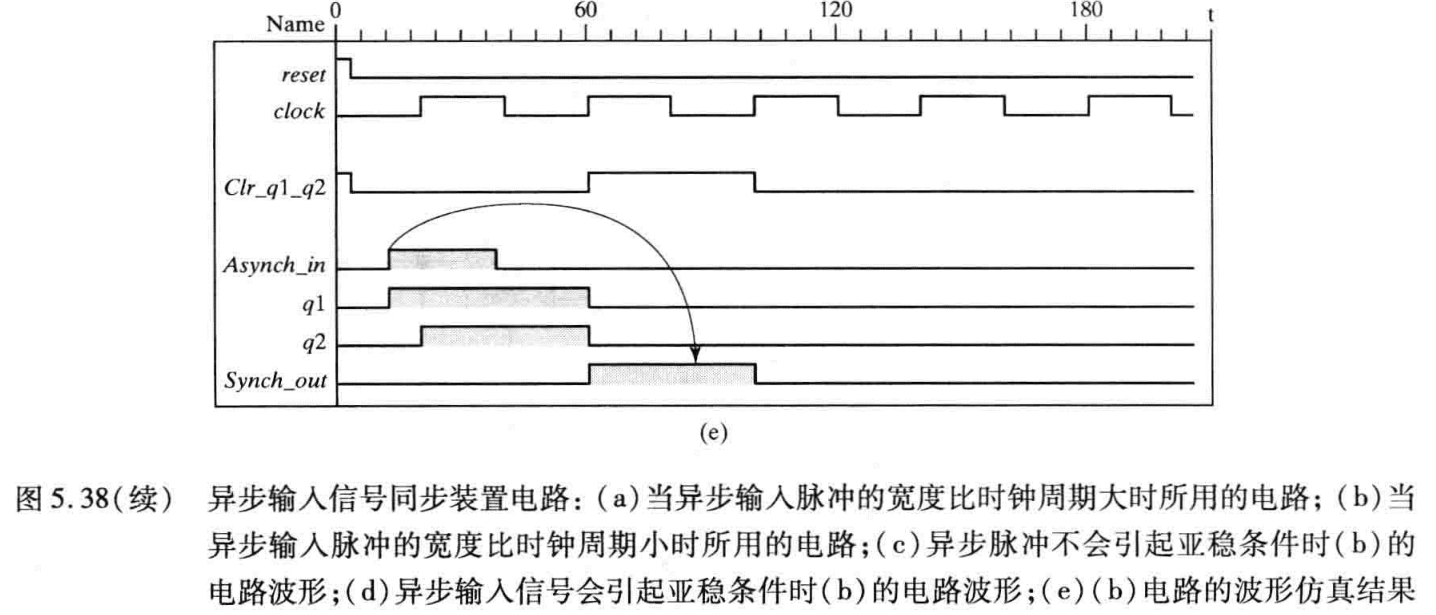 0 60 120 180 t
Name
reset
clock
Clr_q1_q2
Asynch_in
q1
q2
Synch_out
(e)
图5.38(续) 异步输入信号同步装置电路：(a)当异步输入脉冲的宽度比时钟周期大时所用的电路；(b)当
异步输入脉冲的宽度比时钟周期小时所用的电路；(c)异步脉冲不会引起亚稳条件时(b)的
电路波形；(d)异步输入信号会引起亚稳条件时(b)的电路波形；(e)(b)电路的波形仿真结果